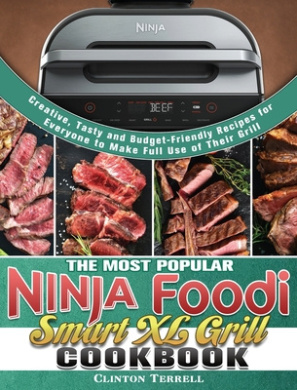 NINJA
BEEF
Creative, Tasty and Budget-Friendly Recipes for
Everyone to Make Full Use of Their Grill
THE MOST POPULAR
NINJA FOODI
Smart XL Grill
COOKBOOK
CLINTON TERRELL